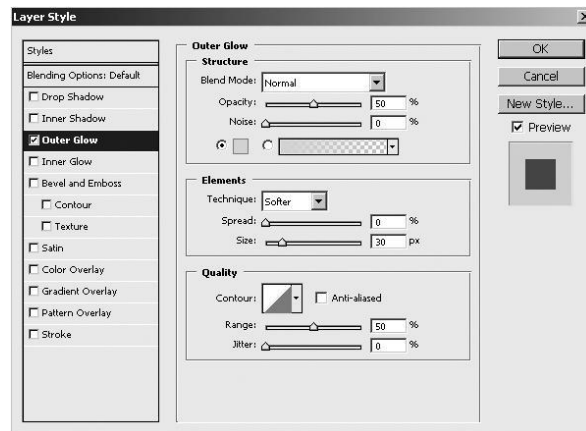 Layer Style
Styles
Blending Options: Default
Drop Shadow
Inner Shadow
Outer Glow
Inner Glow
Bevel and Emboss
Contour
Texture
Satin
Color Overlay
Gradient Overlay
Pattern Overlay
Stroke
Outer Glow
Structure
Blend Mode: Normal
Opacity: 50 %
Noise: 0 %
Elements
Technique: Softer
Spread: 0 %
Size: 30 px
Quality
Contour: Anti-aliased
Range: 50 %
Jitter: 0 %
OK
Cancel
New Style...
Preview